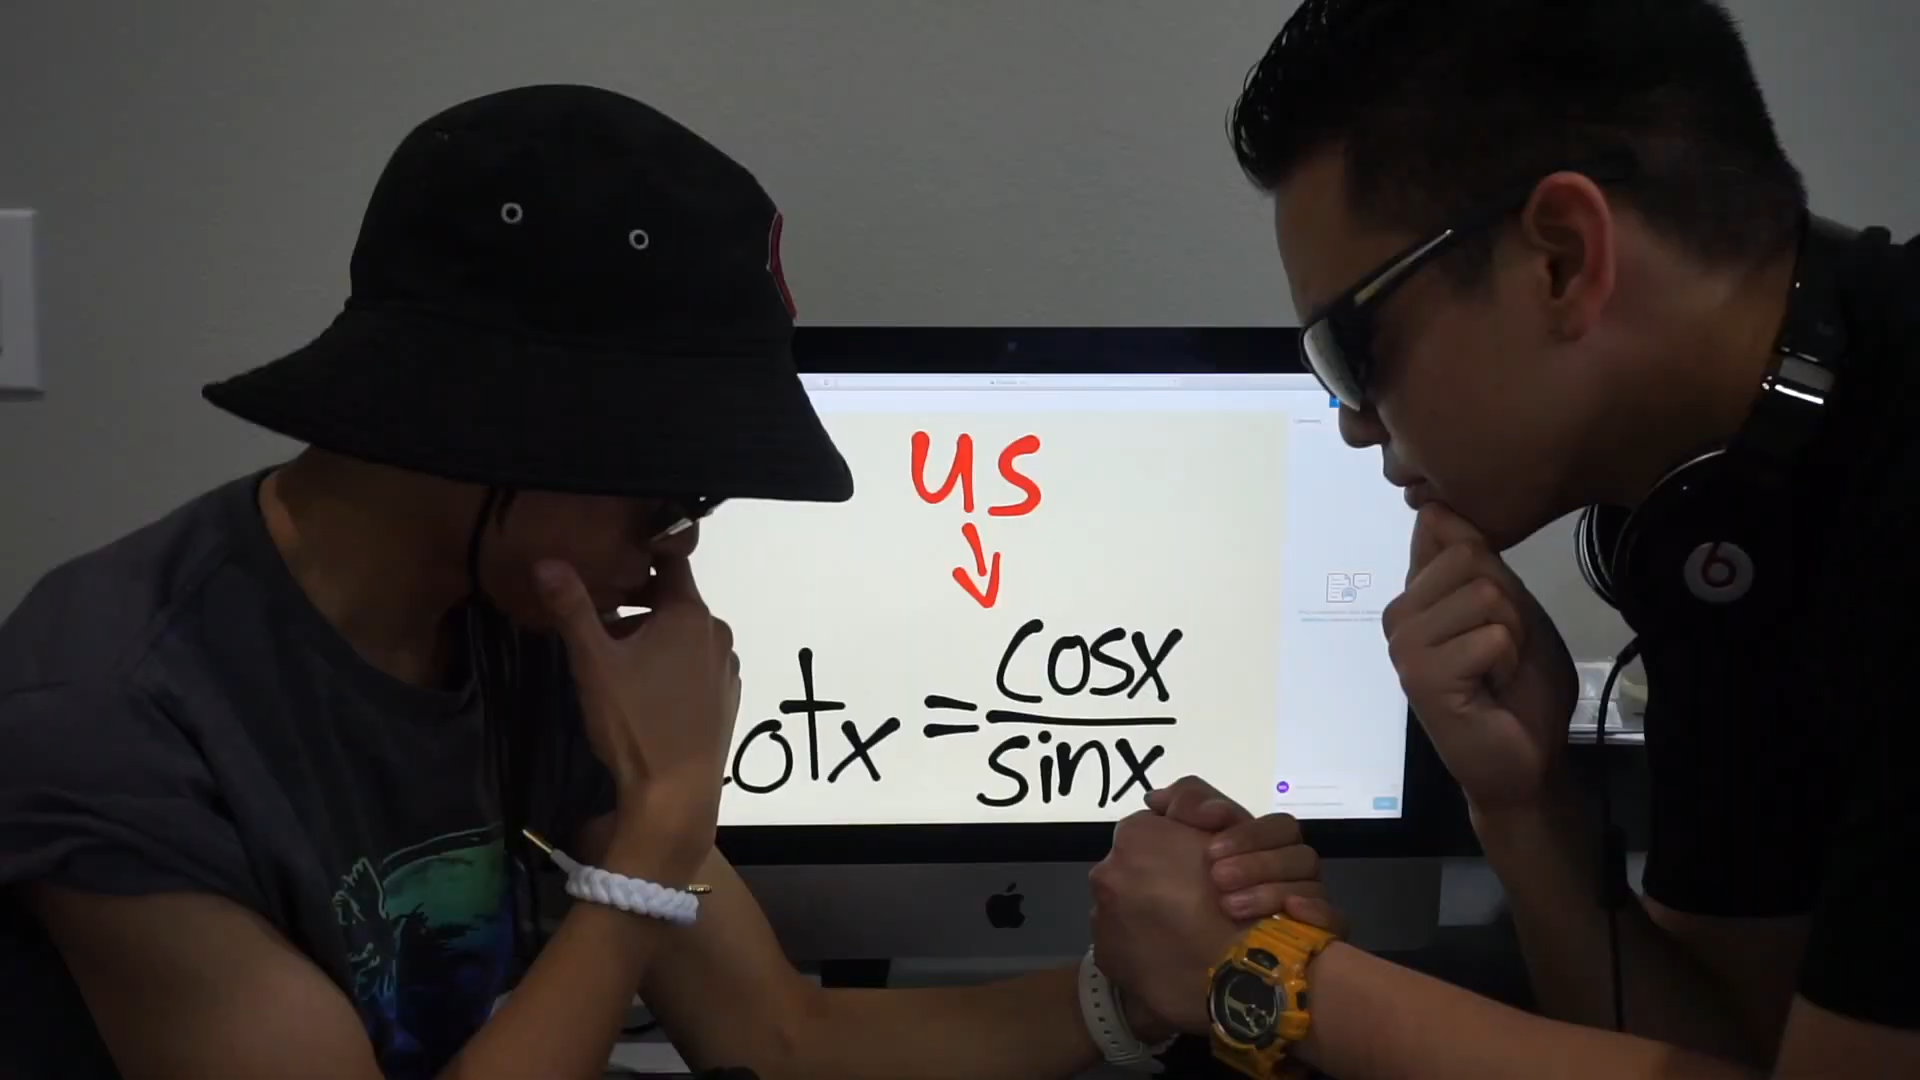 us
cosx
otx =
sinx